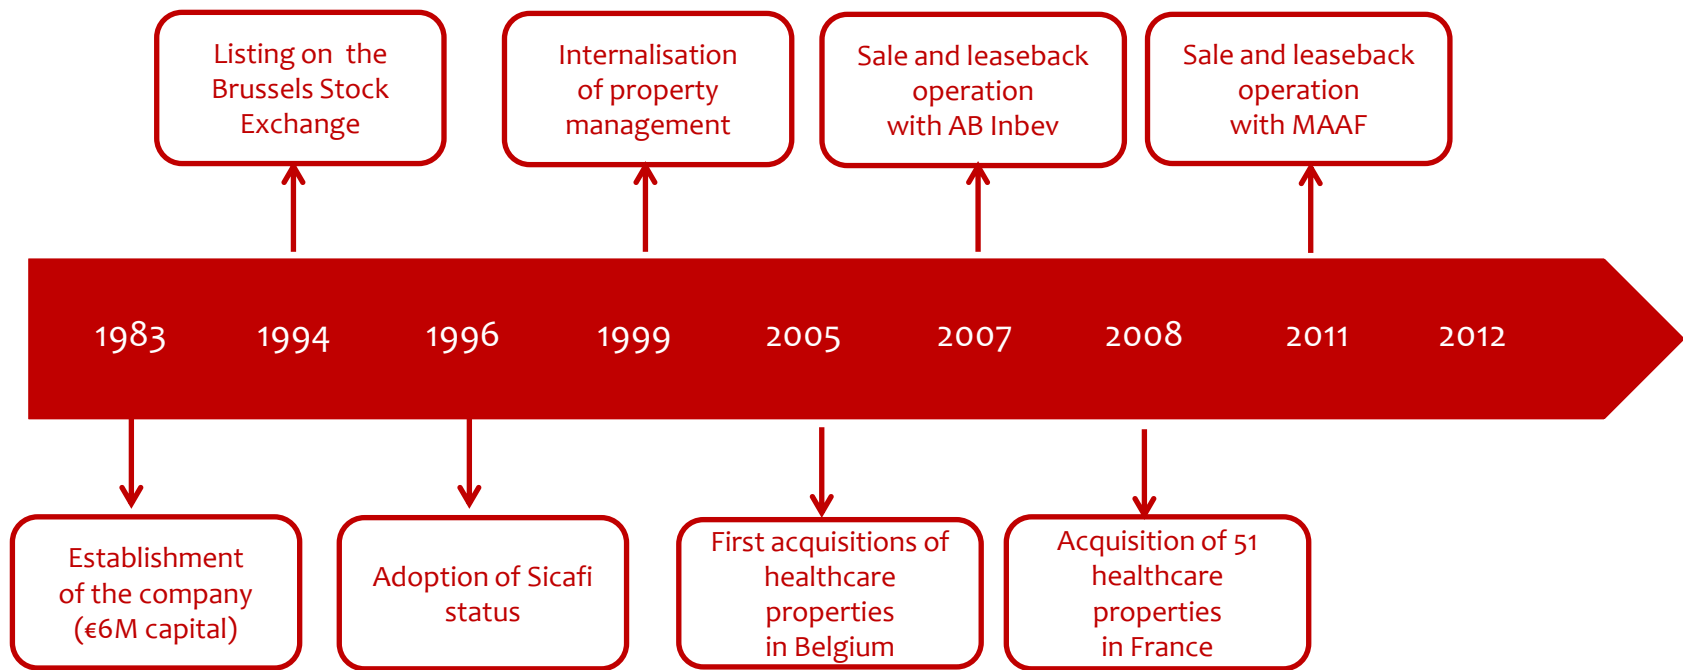 Listing on the
Brussels Stock
Exchange
Internalisation
of property
management
Sale and leaseback
operation
with AB Inbev
Sale and leaseback
operation
with MAAF
1983
1994
1996
1999
2005
2007
2008
2011
2012
Establishment
of the company
(€6M capital)
Adoption of Sicafi
status
First acquisitions of
healthcare
properties
in Belgium
Acquisition of 51
healthcare
properties
in France